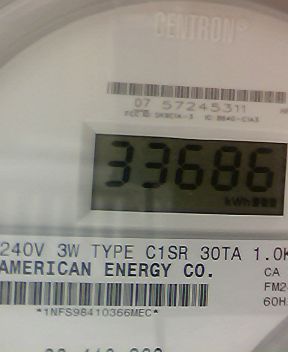 CENTRON®
07 57245311
33686
kWh
240V 3W TYPE C1SR 30TA 1.0K
AMERICAN ENERGY CO.
CA
FM2
60H
*1NFS98410366MEC*